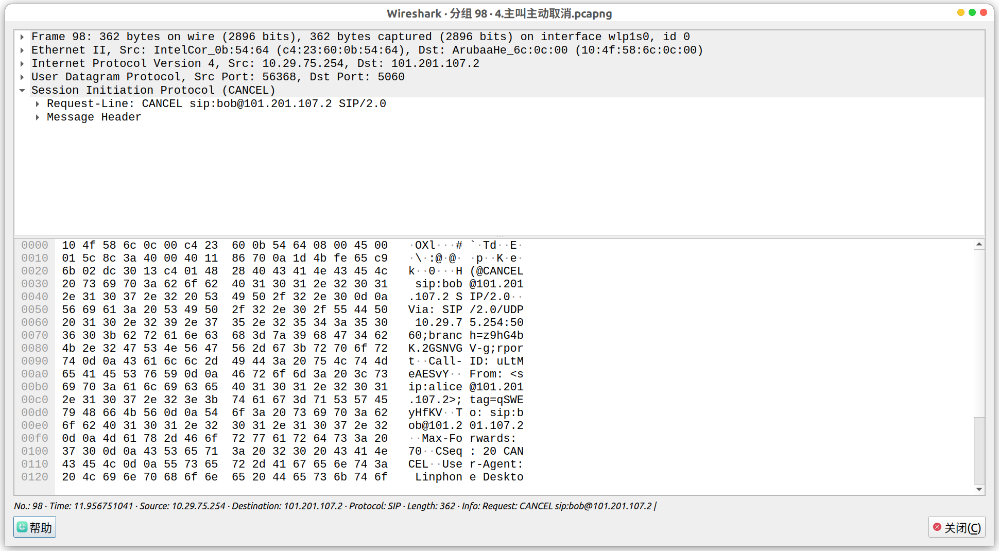 Wireshark · 分组 98 · 4.主叫主动取消.pcapng
Frame 98: 362 bytes on wire (2896 bits), 362 bytes captured (2896 bits) on interface wlp1s0, id 0
Ethernet II, Src: IntelCor_0b:54:64 (c4:23:60:0b:54:64), Dst: ArubaaHe_6c:0c:00 (10:4f:58:6c:0c:00)
Internet Protocol Version 4, Src: 10.29.75.254, Dst: 101.201.107.2
User Datagram Protocol, Src Port: 56368, Dst Port: 5060
Session Initiation Protocol (CANCEL)
Request-Line: CANCEL sip:bob@101.201.107.2 SIP/2.0
Message Header
0000 10 4f 58 6c 0c 00 c4 23 60 0b 54 64 08 00 45 00 ·OXl···# `·Td··E·
0010 01 5c 8c 3a 40 00 40 11 86 70 0a 1d 4b fe 65 c9 ·\·:@·@· ·p··K·e·
0020 6b 02 dc 30 13 c4 01 48 28 40 43 41 4e 43 45 4c k··0···H (@CANCEL
0030 20 73 69 70 3a 62 6f 62 40 31 30 31 2e 32 30 31 sip:bob @101.201
0040 2e 31 30 37 2e 32 20 53 49 50 2f 32 2e 30 0d 0a .107.2 S IP/2.0··
0050 56 69 61 3a 20 53 49 50 2f 32 2e 30 2f 55 44 50 Via: SIP /2.0/UDP
0060 20 31 30 2e 32 39 2e 37 35 2e 32 35 34 3a 35 30 10.29.7 5.254:50
0070 36 30 3b 62 72 61 6e 63 68 3d 7a 39 68 47 34 62 60;branc h=z9hG4b
0080 4b 2e 32 47 53 4e 56 47 56 2d 67 3b 72 70 6f 72 K.2GSNVG V-g;rpor
0090 74 0d 0a 43 61 6c 6c 2d 49 44 3a 20 75 4c 74 4d t··Call- ID: uLtM
00a0 65 41 45 53 76 59 0d 0a 46 72 6f 6d 3a 20 3c 73 eAESvY·· From: <s
00b0 69 70 3a 61 6c 69 63 65 40 31 30 31 2e 32 30 31 ip:alice @101.201
00c0 2e 31 30 37 2e 32 3e 3b 74 61 67 3d 71 53 57 45 .107.2>; tag=qSWE
00d0 79 48 66 4b 56 0d 0a 54 6f 3a 20 73 69 70 3a 62 yHfKV··T o: sip:b
00e0 6f 62 40 31 30 31 2e 32 30 31 2e 31 30 37 2e 32 ob@101.2 01.107.2
00f0 0d 0a 4d 61 78 2d 46 6f 72 77 61 72 64 73 3a 20 ··Max-Fo rwards:
0100 37 30 0d 0a 43 53 65 71 3a 20 32 30 20 43 41 4e 70··CSeq : 20 CAN
0110 43 45 4c 0d 0a 55 73 65 72 2d 41 67 65 6e 74 3a CEL··Use r-Agent:
0120 20 4c 69 6e 70 68 6f 6e 65 20 44 65 73 6b 74 6f Linphon e Deskto
No.: 98 · Time: 11.956751041 · Source: 10.29.75.254 · Destination: 101.201.107.2 · Protocol: SIP · Length: 362 · Info: Request: CANCEL sip:bob@101.201.107.2 |
帮助
关闭(C)